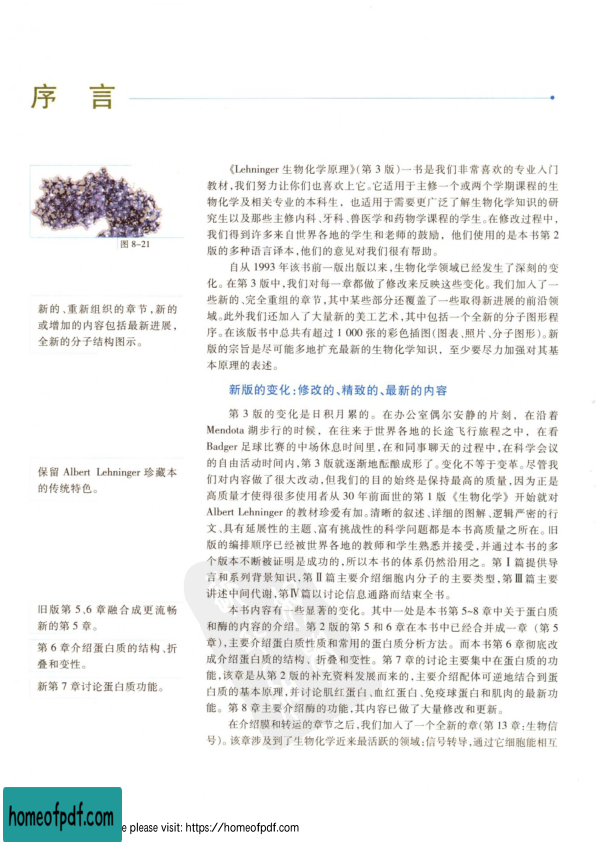 序 言
图 8-21
《Lehninger 生物化学原理》(第 3 版)一书是我们非常喜欢的专业入门
教材,我们努力让你们也喜欢上它。它适用于主修一个或两个学期课程的生
物化学及相关专业的本科生，也适用于需要更广泛了解生物化学知识的研
究生以及那些主修内科、牙科、兽医学和药物学课程的学生。在修改过程中,
我们得到许多来自世界各地的学生和老师的鼓励，他们使用的是本书第 2
版的多种语言译本,他们的意见对我们很有帮助。
自从 1993 年该书前一版出版以来,生物化学领域已经发生了深刻的变
化。在第 3 版中,我们对每一章都做了修改来反映这些变化。我们加入了一
些新的、完全重组的章节,其中某些部分还覆盖了一些取得新进展的前沿领
域。此外我们还加入了大量新的美工艺术,其中包括一个全新的分子图形程
序。在该版书中总共有超过 1 000 张的彩色插图(图表、照片、分子图形)。新
版的宗旨是尽可能多地扩充最新的生物化学知识，至少要尽力加强对其基
本原理的表述。
新的、重新组织的章节,新的
或增加的内容包括最新进展,
全新的分子结构图示。
新版的变化:修改的、精致的、最新的内容
第 3 版的变化是日积月累的。在办公室偶尔安静的片刻，在沿着
Mendota 湖步行的时候，在往来于世界各地的长途飞行旅程之中，在看
Badger 足球比赛的中场休息时间里,在和同事聊天的过程中,在科学会议
的自由活动时间内,第 3 版就逐渐地酝酿成形了。变化不等于变革。尽管我
们对内容做了很大改动,但我们的目的始终是保持最高的质量,因为正是
高质量才使得很多使用者从 30 年前面世的第 1 版《生物化学》开始就对
Albert Lehninger 的教材珍爱有加。清晰的叙述、详细的图解、逻辑严密的行
文、具有延展性的主题、富有挑战性的科学问题都是本书高质量之所在。旧
版的编排顺序已经被世界各地的教师和学生熟悉并接受,并通过本书的多
个版本不断被证明是成功的,所以本书的体系仍然沿用之。第Ⅰ篇提供导
言和系列背景知识,第Ⅱ篇主要介绍细胞内分子的主要类型,第Ⅲ篇主要
讲述中间代谢,第Ⅳ篇以讨论信息通路而结束全书。
保留 Albert Lehninger 珍藏本
的传统特色。
本书内容有一些显著的变化。其中一处是本书第 5~8 章中关于蛋白质
和酶的内容的介绍。第 2 版的第 5 和 6 章在本书中已经合并成一章（第 5
章）,主要介绍蛋白质性质和常用的蛋白质分析方法。而本书第 6 章彻底改
成介绍蛋白质的结构、折叠和变性。第 7 章的讨论主要集中在蛋白质的功
能,该章是从第 2 版的补充资料发展而来的,主要介绍配体可逆地结合到蛋
白质的基本原理,并讨论肌红蛋白、血红蛋白、免疫球蛋白和肌肉的最新功
能。第 8 章主要介绍酶的功能,其内容已做了大量修改和更新。
旧版第 5、6 章融合成更流畅
新的第 5 章。
第 6 章介绍蛋白质的结构、折
叠和变性。
新第 7 章讨论蛋白质功能。
在介绍膜和转运的章节之后,我们加入了一个全新的章(第 13 章:生物信
号)。该章涉及到了生物化学近来最活跃的领域:信号转导,通过它细胞能相互
homeofpdf.com
e please visit: https://homeofpdf.com